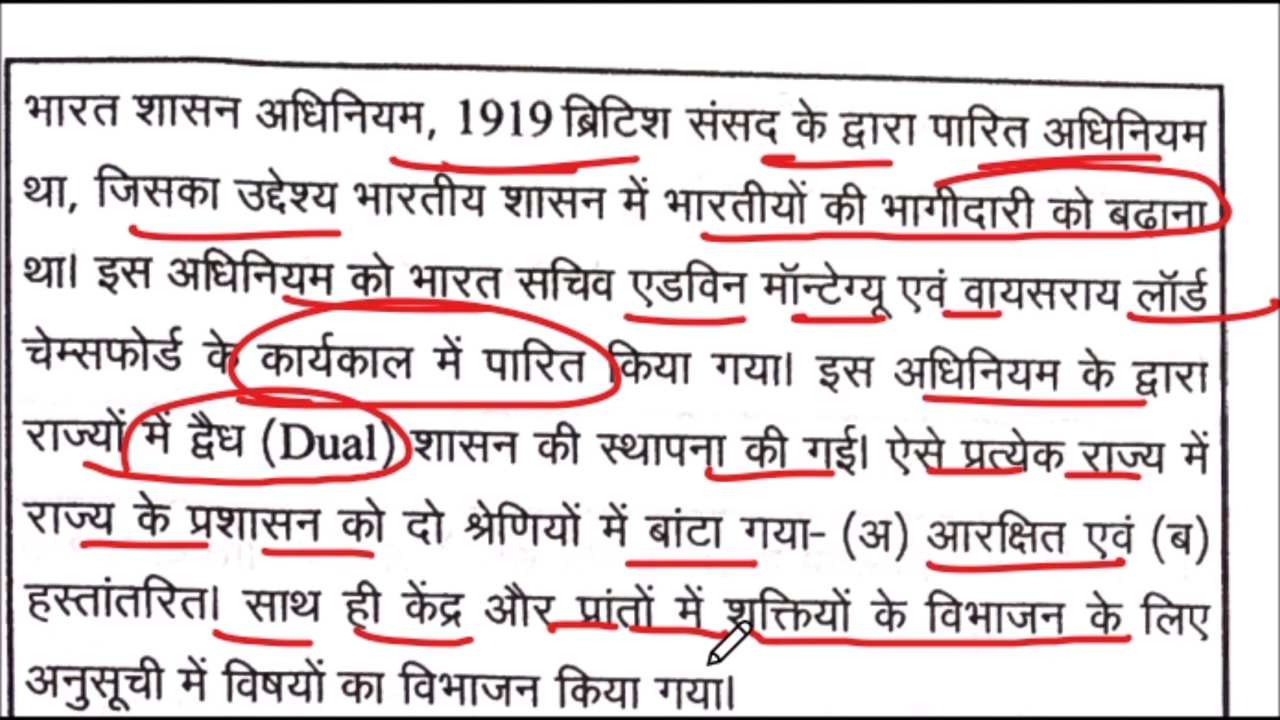 भारत शासन अधिनियम, 1919 ब्रिटिश संसद के द्वारा पारित अधिनियम
था, जिसका उद्देश्य भारतीय शासन में भारतीयों की भागीदारी को बढाना
था। इस अधिनियम को भारत सचिव एडविन मॉन्टेग्यू एवं वायसराय लॉर्ड
चेम्सफोर्ड के कार्यकाल में पारित किया गया। इस अधिनियम के द्वारा
राज्यों में द्वैध (Dual) शासन की स्थापना की गई। ऐसे प्रत्येक राज्य में
राज्य के प्रशासन को दो श्रेणियों में बांटा गया- (अ) आरक्षित एवं (ब)
हस्तांतरित। साथ ही केंद्र और प्रांतों में शक्तियों के विभाजन के लिए
अनुसूची में विषयों का विभाजन किया गया।